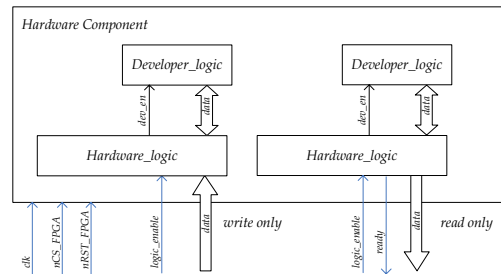 Hardware Component
Developer_logic
Developer_logic
dev_en
data
dev_en
data
Hardware_logic
Hardware_logic
clk
nCS_FPGA
nRST_FPGA
logic_enable
data
write only
logic_enable
ready
data
read only